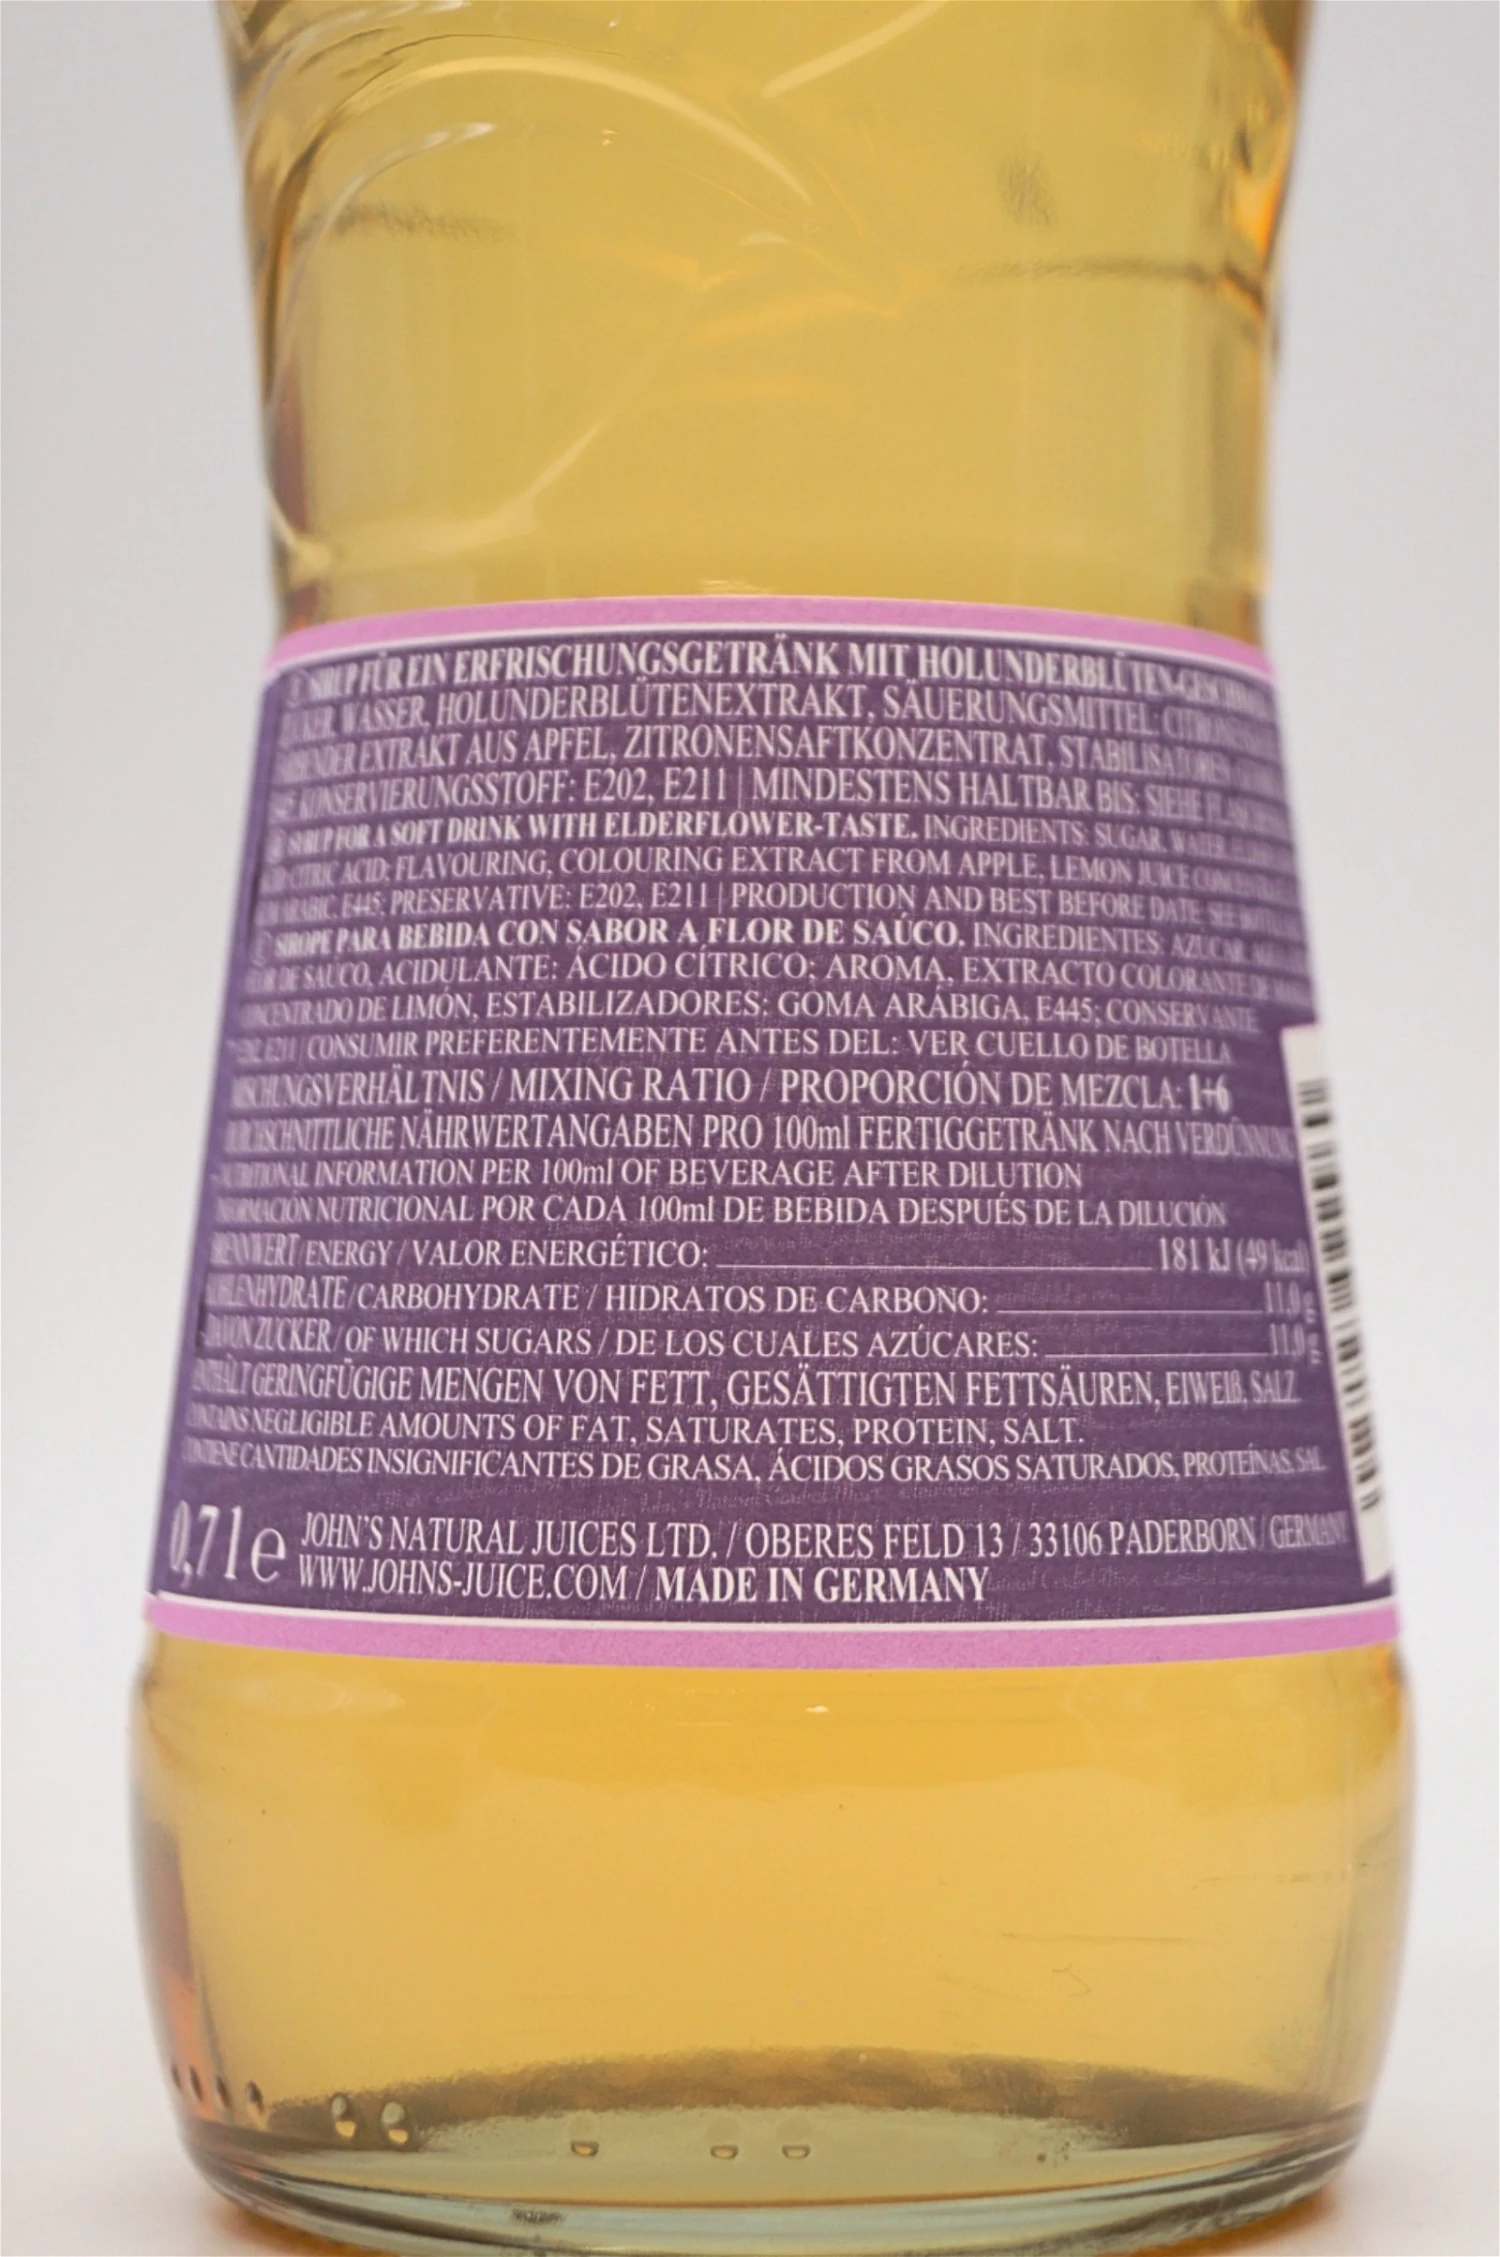 SIRUP FÜR EIN ERFRISCHUNGSGETRÄNK MIT HOLUNDERBLÜTEN-
WASSER, HOLUNDERBLÜTENEXTRAKT, SÄUERUNGSMITTEL:
EXTRAKT AUS APFEL, ZITRONENSAFTKONZENTRAT,
KONSERVIERUNGSSTOFF: E202, E211 | MINDESTENS HALTBAR BIS: SIEHE
SIRUP FOR A SOFT DRINK WITH ELDERFLOWER-TASTE. INGREDIENTS: SUGAR, WATER,
CITRIC ACID; FLAVOURING, COLOURING EXTRACT FROM APPLE, LEMON JUICE
ARABIC, E445; PRESERVATIVE: E202, E211 | PRODUCTION AND BEST BEFORE DATE: SEE
SIROPE PARA BEBIDA CON SABOR A FLOR DE SAÚCO. INGREDIENTES: AZUCAR,
DE SAUCO, ACIDULANTE: ÁCIDO CÍTRICO; AROMA, EXTRACTO COLORANTE DE
DE LIMÓN, ESTABILIZADORES: GOMA ARÁBIGA, E445; CONSERVANTE
E211 | CONSUMIR PREFERENTEMENTE ANTES DEL: VER CUELLO DE BOTELLA
MISCHUNGSVERHÄLTNIS / MIXING RATIO / PROPORCIÓN DE MEZCLA: 1+6
DURCHSCHNITTLICHE NÄHRWERTANGABEN PRO 100ml FERTIGGETRÄNK NACH VERDÜNNUNG
NUTRITIONAL INFORMATION PER 100ml OF BEVERAGE AFTER DILUTION
NUTRICIONAL POR CADA 100ml DE BEBIDA DESPUÉS DE LA DILUCIÓN
BRENNWERT / ENERGY / VALOR ENERGÉTICO: 181 kJ (49 kcal)
KOHLENHYDRATE / CARBOHYDRATE / HIDRATOS DE CARBONO: 11,0 g
DAVON ZUCKER / OF WHICH SUGARS / DE LOS CUALES AZÚCARES: 11,0
ENTHÄLT GERINGFÜGIGE MENGEN VON FETT, GESÄTTIGTEN FETTSÄUREN, EIWEIß, SALZ
CONTAINS NEGLIGIBLE AMOUNTS OF FAT, SATURATES, PROTEIN, SALT.
CONTIENE CANTIDADES INSIGNIFICANTES DE GRASA, ÁCIDOS GRASOS SATURADOS, PROTEÍNAS, SAL
0,7 l e JOHN'S NATURAL JUICES LTD. / OBERES FELD 13 / 33106 PADERBORN / GERMANY
WWW.JOHNS-JUICE.COM / MADE IN GERMANY